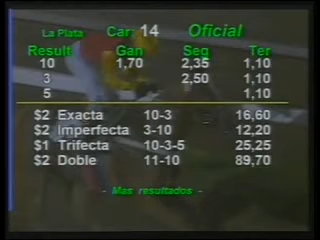 La Plata Car: 14 Oficial
Result Gan Seg Ter
10 1,70 2,35 1,10
3 2,50 1,10
5 1,10
$2 Exacta 10-3 16,60
$2 Imperfecta 3-10 12,20
$1 Trifecta 10-3-5 25,25
$2 Doble 11-10 89,70
- Mas resultados -